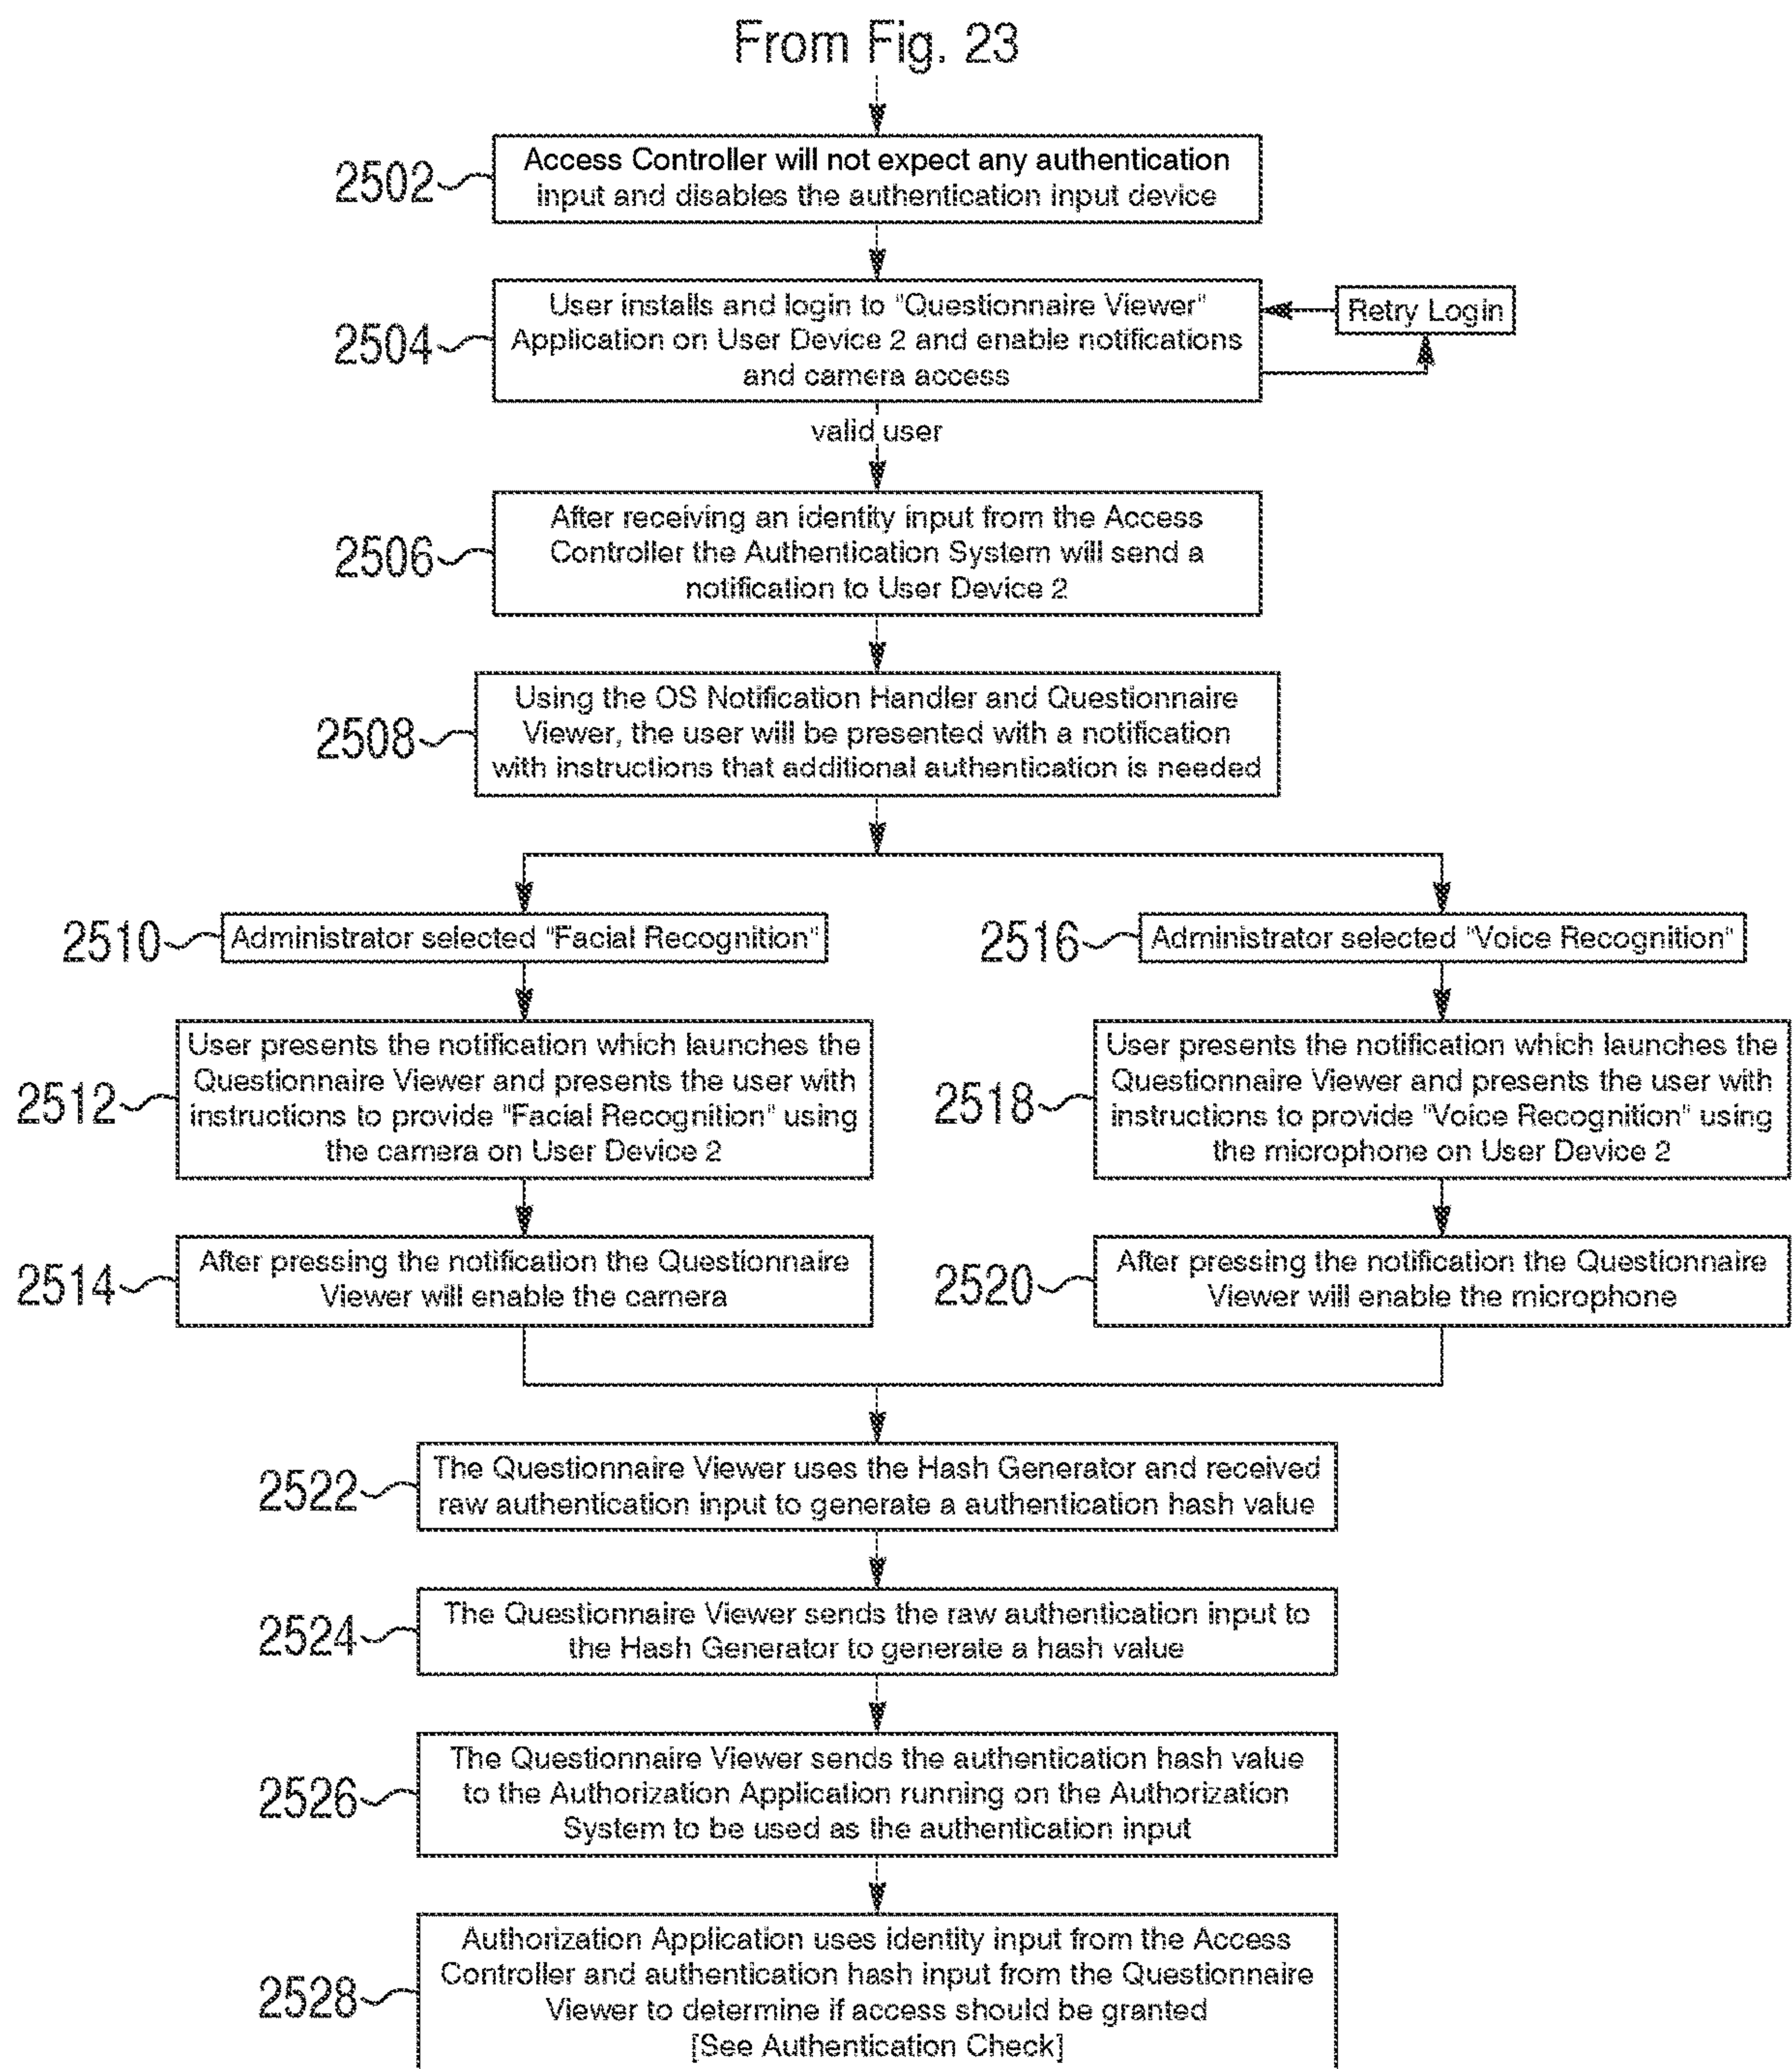 From Fig. 23
2502
Access Controller will not expect any authentication
input and disables the authentication input device
2504
User installs and login to "Questionnaire Viewer"
Application on User Device 2 and enable notifications
and camera access
Retry Login
valid user
2506
After receiving an identity input from the Access
Controller the Authentication System will send a
notification to User Device 2
2508
Using the OS Notification Handler and Questionnaire
Viewer, the user will be presented with a notification
with instructions that additional authentication is needed
2510
Administrator selected "Facial Recognition"
2512
User presents the notification which launches the
Questionnaire Viewer and presents the user with
instructions to provide "Facial Recognition" using
the camera on User Device 2
2514
After pressing the notification the Questionnaire
Viewer will enable the camera
2516
Administrator selected "Voice Recognition"
2518
User presents the notification which launches the
Questionnaire Viewer and presents the user with
instructions to provide "Voice Recognition" using
the microphone on User Device 2
2520
After pressing the notification the Questionnaire
Viewer will enable the microphone
2522
The Questionnaire Viewer uses the Hash Generator and received
raw authentication input to generate a authentication hash value
2524
The Questionnaire Viewer sends the raw authentication input to
the Hash Generator to generate a hash value
2526
The Questionnaire Viewer sends the authentication hash value
to the Authorization Application running on the Authorization
System to be used as the authentication input
2528
Authorization Application uses identity input from the Access
Controller and authentication hash input from the Questionnaire
Viewer to determine if access should be granted
[See Authentication Check]